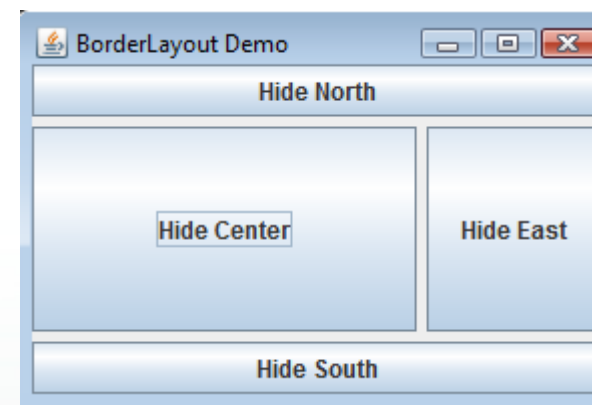 BorderLayout Demo
Hide North
Hide Center
Hide East
Hide South